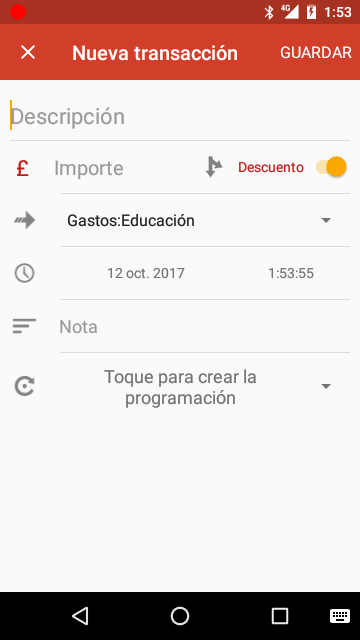 4G 1:53
Nueva transacción GUARDAR
Descripción
£ Importe Descuento
Gastos:Educación
12 oct. 2017 1:53:55
Nota
Toque para crear la
programación